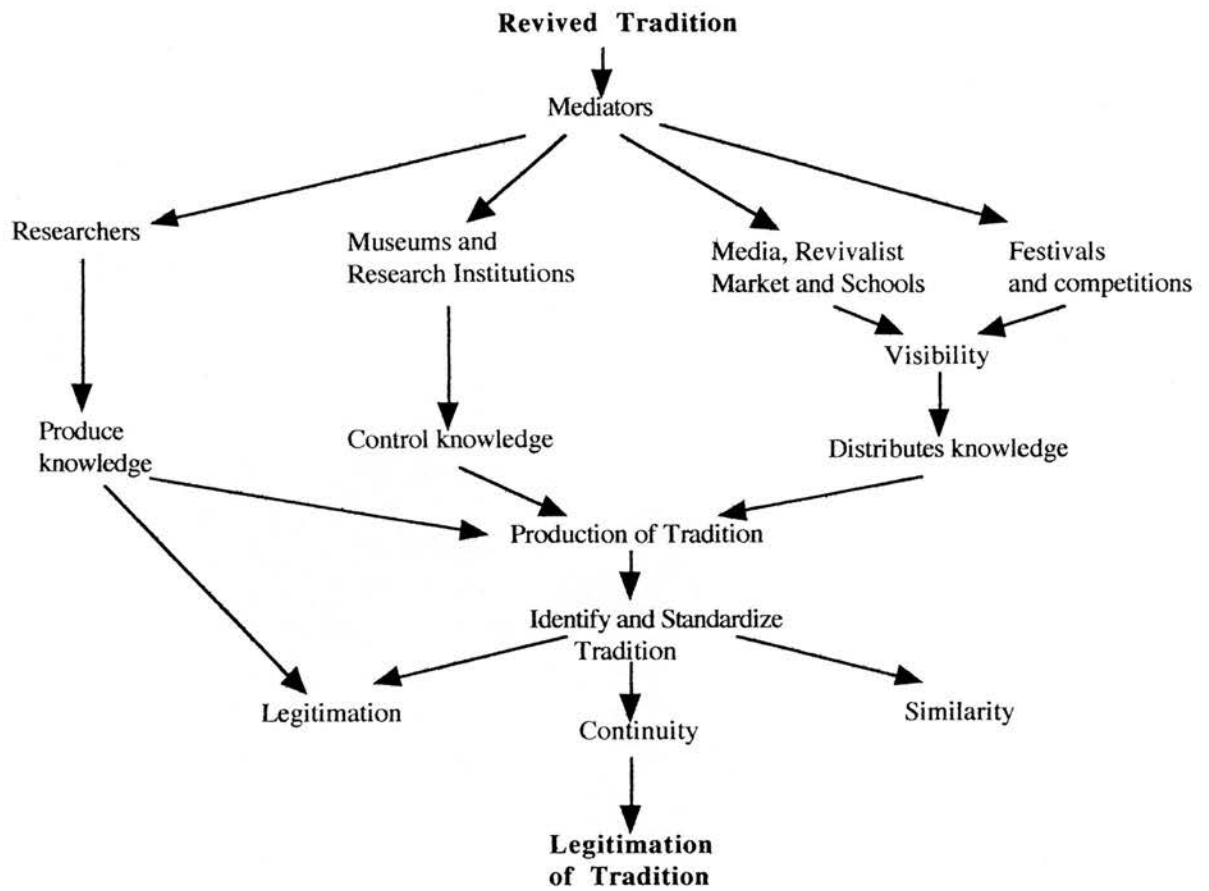 Revived Tradition
Mediators
Researchers
Museums and
Research Institutions
Media, Revivalist
Market and Schools
Festivals
and competitions
Visibility
Produce
knowledge
Control knowledge
Distributes knowledge
Production of Tradition
Identify and Standardize
Tradition
Legitimation
Continuity
Similarity
Legitimation
of Tradition